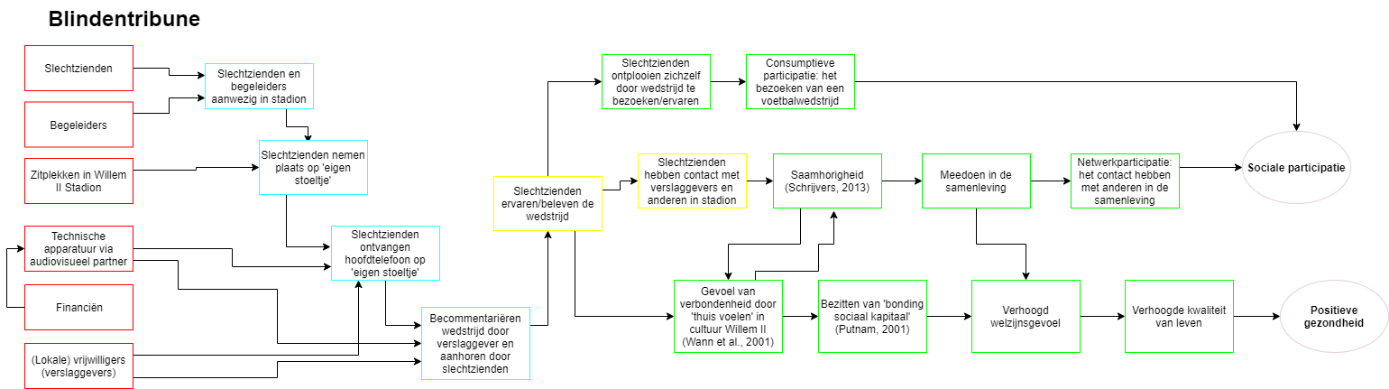 Blindentribune
Slechtzienden
Begeleiders
Zitplekken in Willem
II Stadion
Technische
apparatuur via
audiovisueel partner
Financiën
(Lokale) vrijwilligers
(verslaggevers)
Slechtzienden en
begeleiders
aanwezig in stadion
Slechtzienden nemen
plaats op 'eigen
stoeltje'
Slechtzienden
ontvangen
hoofdtelefoon op
'eigen stoeltje'
Becommentariëren
wedstrijd door
verslaggever en
aanhoren door
slechtzienden
Slechtzienden
ervaren/beleven de
wedstrijd
Slechtzienden
ontplooien zichzelf
door wedstrijd te
bezoeken/ervaren
Consumptieve
participatie: het
bezoeken van een
voetbalwedstrijd
Slechtzienden
hebben contact met
verslaggevers en
anderen in stadion
Saamhorigheid
(Schrijvers, 2013)
Meedoen in de
samenleving
Netwerkparticipatie:
het contact hebben
met anderen in de
samenleving
Sociale participatie
Gevoel van
verbondenheid door
'thuis voelen' in
cultuur Willem II
(Wann et al., 2001)
Bezitten van 'bonding
sociaal kapitaal'
(Putnam, 2001)
Verhoogd
welzijnsgevoel
Verhoogde kwaliteit
van leven
Positieve
gezondheid